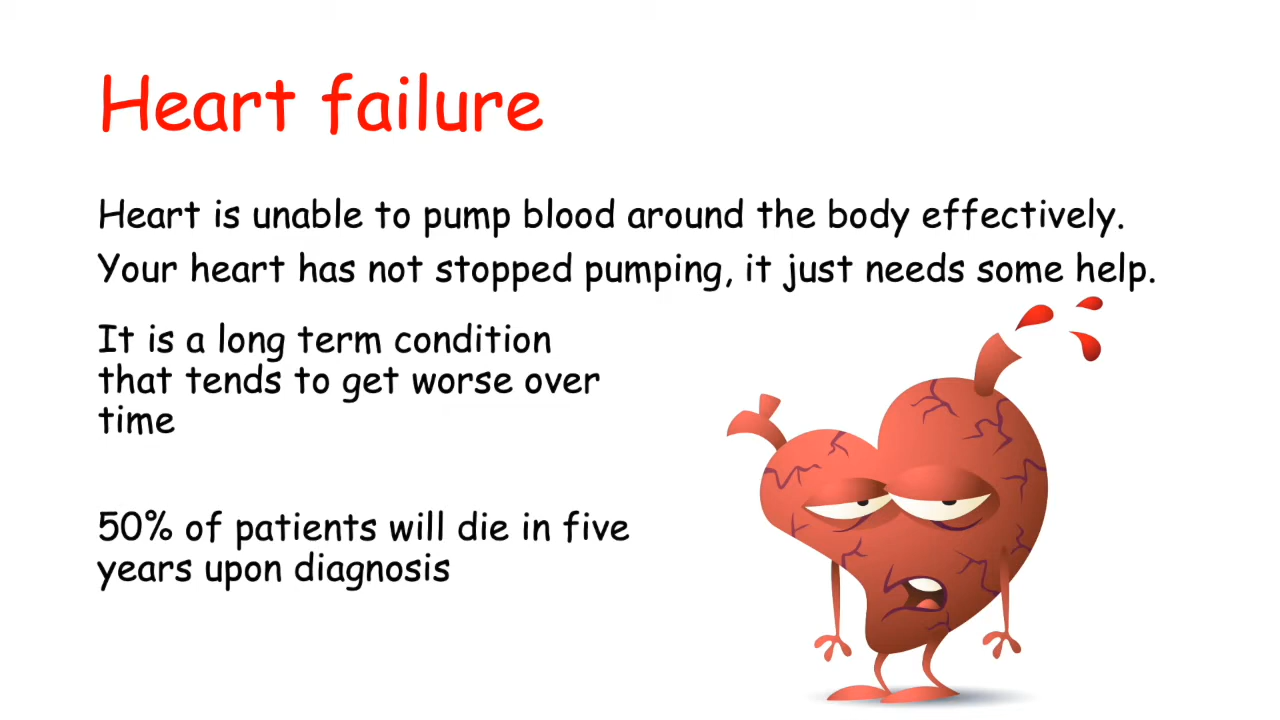 Heart failure
Heart is unable to pump blood around the body effectively.
Your heart has not stopped pumping, it just needs some help.
It is a long term condition
that tends to get worse over
time
50% of patients will die in five
years upon diagnosis